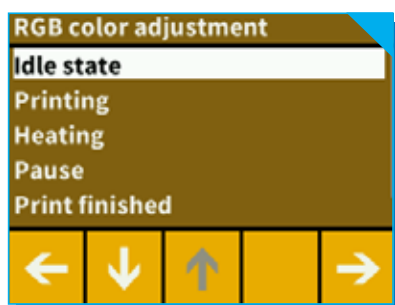 RGB color adjustment
Idle state
Printing
Heating
Pause
Print finished